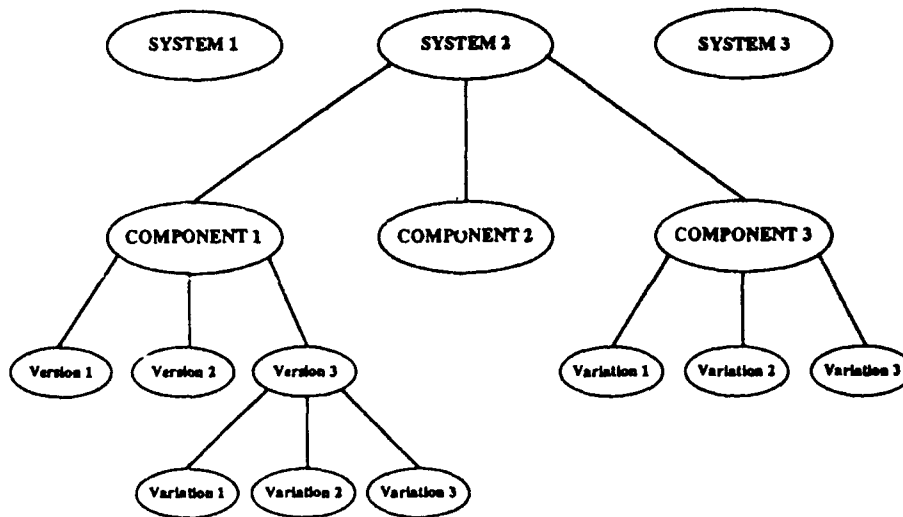 SYSTEM 1
SYSTEM 2
SYSTEM 3
COMPONENT 1
COMPONENT 2
COMPONENT 3
Version 1
Version 2
Version 3
Variation 1
Variation 2
Variation 3
Variation 1
Variation 2
Variation 3